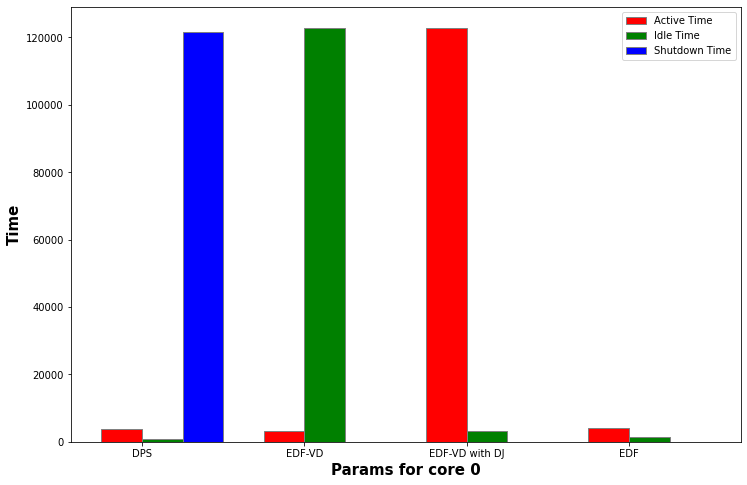 Active Time
Idle Time
Shutdown Time
120000
100000
80000
60000
40000
20000
0
Time
DPS
EDF-VD
EDF-VD with DJ
EDF
Params for core 0